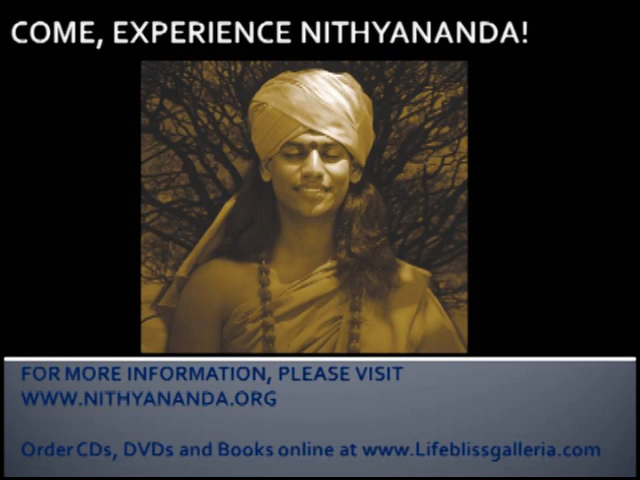 COME, EXPERIENCE NITHYANANDA!
FOR MORE INFORMATION, PLEASE VISIT
WWW.NITHYANANDA.ORG
Order CDs, DVDs and Books online at www.Lifeblissgalleria.com